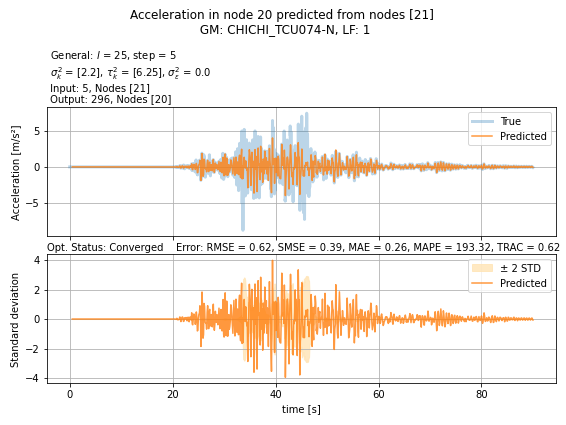 Acceleration in node 20 predicted from nodes [21]
GM: CHICHI_TCU074-N, LF: 1
General: l = 25, step = 5
σ²ₖ = [2.2], τ²ₖ = [6.25], σ²ε = 0.0
Input: 5, Nodes [21]
Output: 296, Nodes [20]
True
Predicted
Acceleration [m/s²]
5
0
−5
Opt. Status: Converged Error: RMSE = 0.62, SMSE = 0.39, MAE = 0.26, MAPE = 193.32, TRAC = 0.62
± 2 STD
Predicted
Standard deviation
4
2
0
−2
−4
0 20 40 60 80
time [s]